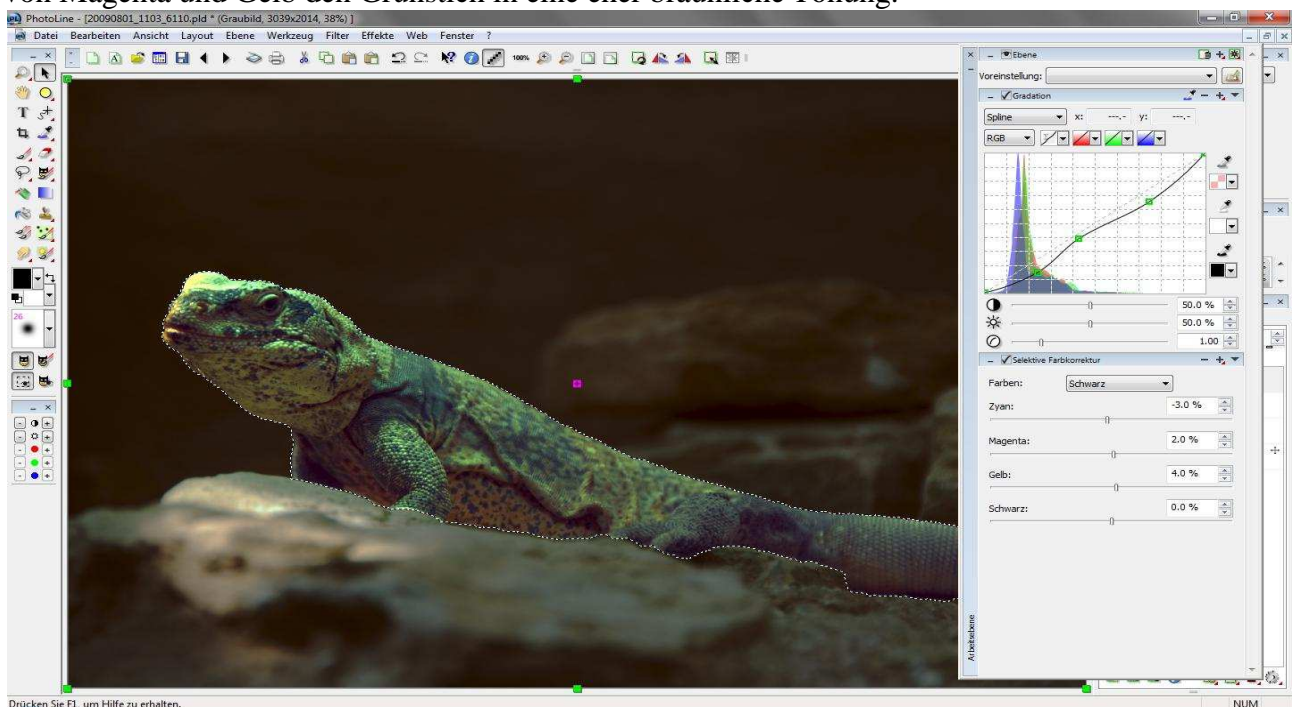 von Magenta und Gelb den Grünstich in eine eher bräunliche Tönung.
PhotoLine - [20090801_1103_6110.pld * (Graubild, 3039x2014, 38%) ]
Datei Bearbeiten Ansicht Layout Ebene Werkzeug Filter Effekte Web Fenster ?
100%
Ebene
Voreinstellung:
Gradation
Spline x: ---,- y: ---,-
RGB
50.0 %
50.0 %
1.00
Selektive Farbkorrektur
Farben: Schwarz
Zyan: -3.0 %
Magenta: 2.0 %
Gelb: 4.0 %
Schwarz: 0.0 %
26
Arbeitsebene
Drücken Sie F1, um Hilfe zu erhalten.
NUM